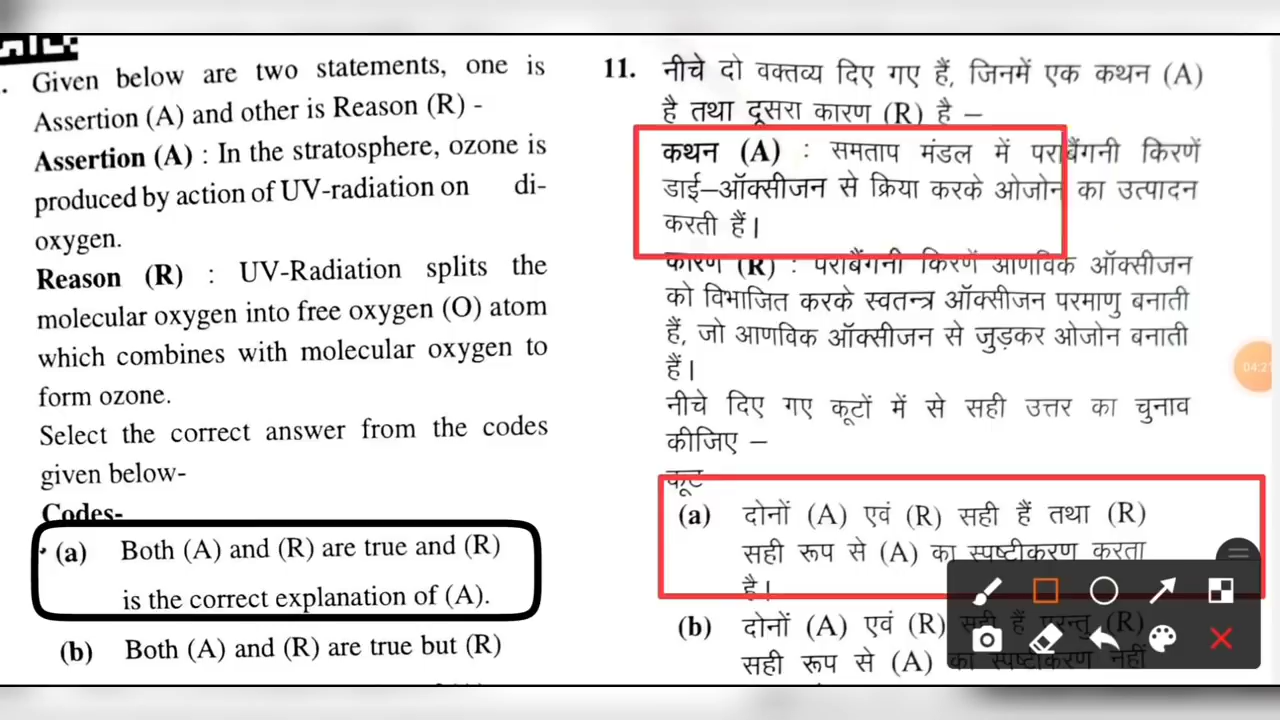 . Given below are two statements, one is
Assertion (A) and other is Reason (R) -
Assertion (A) : In the stratosphere, ozone is
produced by action of UV-radiation on di-
oxygen.
Reason (R) : UV-Radiation splits the
molecular oxygen into free oxygen (O) atom
which combines with molecular oxygen to
form ozone.
Select the correct answer from the codes
given below-
Codes-
(a) Both (A) and (R) are true and (R)
is the correct explanation of (A).
(b) Both (A) and (R) are true but (R)
11. नीचे दो वक्तव्य दिए गए हैं, जिनमें एक कथन (A)
है तथा दूसरा कारण (R) है –
कथन (A) : समताप मंडल में पराबैंगनी किरणें
डाई–ऑक्सीजन से क्रिया करके ओजोन का उत्पादन
करती हैं।
कारण (R) : पराबैंगनी किरणें आणविक ऑक्सीजन
को विभाजित करके स्वतन्त्र ऑक्सीजन परमाणु बनाती
हैं, जो आणविक ऑक्सीजन से जुड़कर ओजोन बनाती
हैं।
नीचे दिए गए कूटों में से सही उत्तर का चुनाव
कीजिए –
कूट
(a) दोनों (A) एवं (R) सही हैं तथा (R)
सही रूप से (A) का स्पष्टीकरण करता
है।
(b) दोनों (A) एवं (R) सही हैं परन्तु (R)
सही रूप से (A) का स्पष्टीकरण नहीं